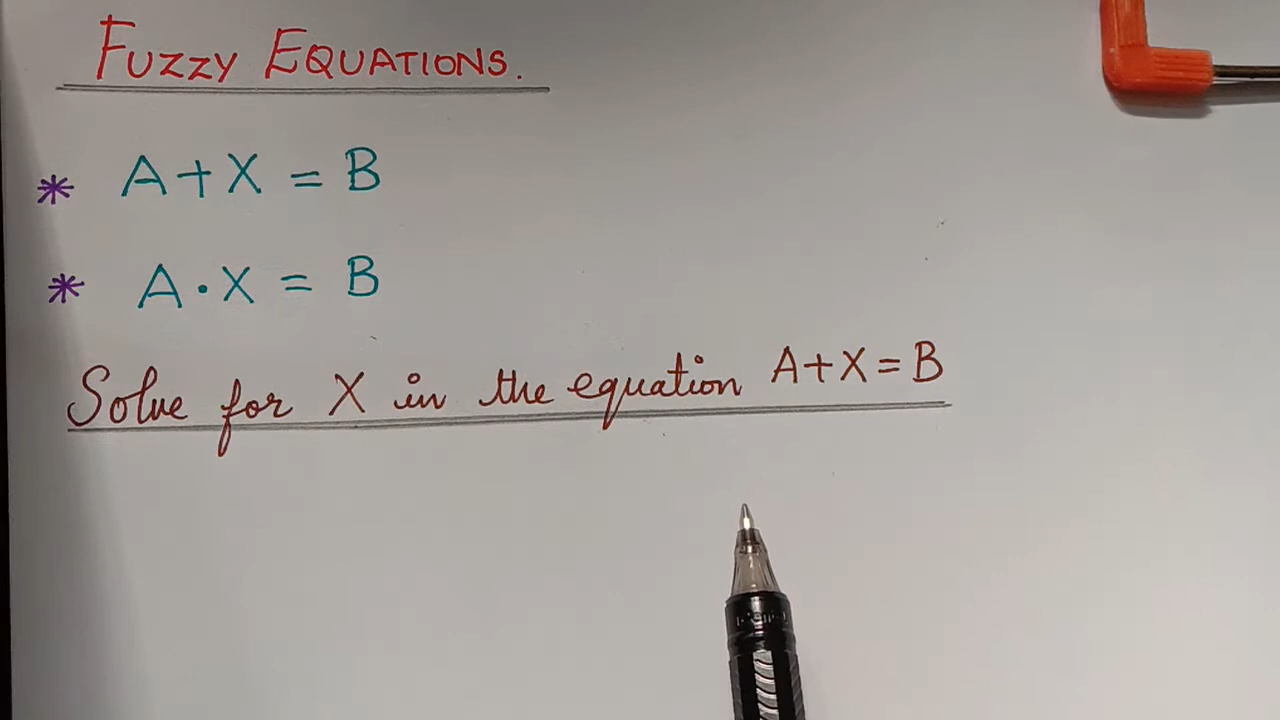 FUZZY EQUATIONS.
* A+X = B
* A·X = B
Solve for X in the equation A+X=B